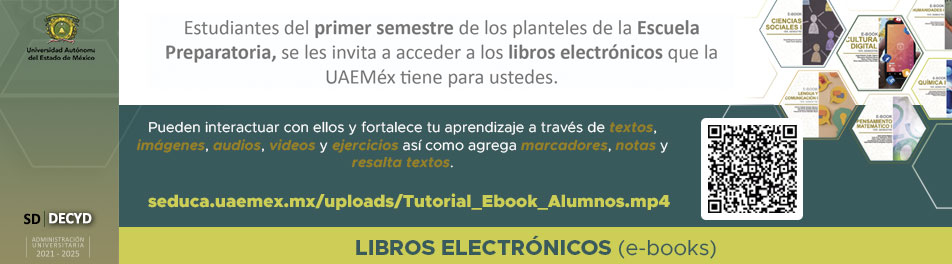 Universidad Autónoma
del Estado de México
SD | DECYD
ADMINISTRACIÓN
UNIVERSITARIA
2021 - 2025
Estudiantes del primer semestre de los planteles de la Escuela
Preparatoria, se les invita a acceder a los libros electrónicos que la
UAEMéx tiene para ustedes.
Pueden interactuar con ellos y fortalece tu aprendizaje a través de textos,
imágenes, audios, videos y ejercicios así como agrega marcadores, notas y
resalta textos.
seduca.uaemex.mx/uploads/Tutorial_Ebook_Alumnos.mp4
LIBROS ELECTRÓNICOS (e-books)
E-BOOK
CIENCIAS
SOCIALES I
E-BOOK
CULTURA
DIGITAL
E-BOOK
HUMANIDADES I
E-BOOK
LENGUA Y
COMUNICACIÓN I
E-BOOK
QUÍMICA I
E-BOOK
PENSAMIENTO
MATEMÁTICO I